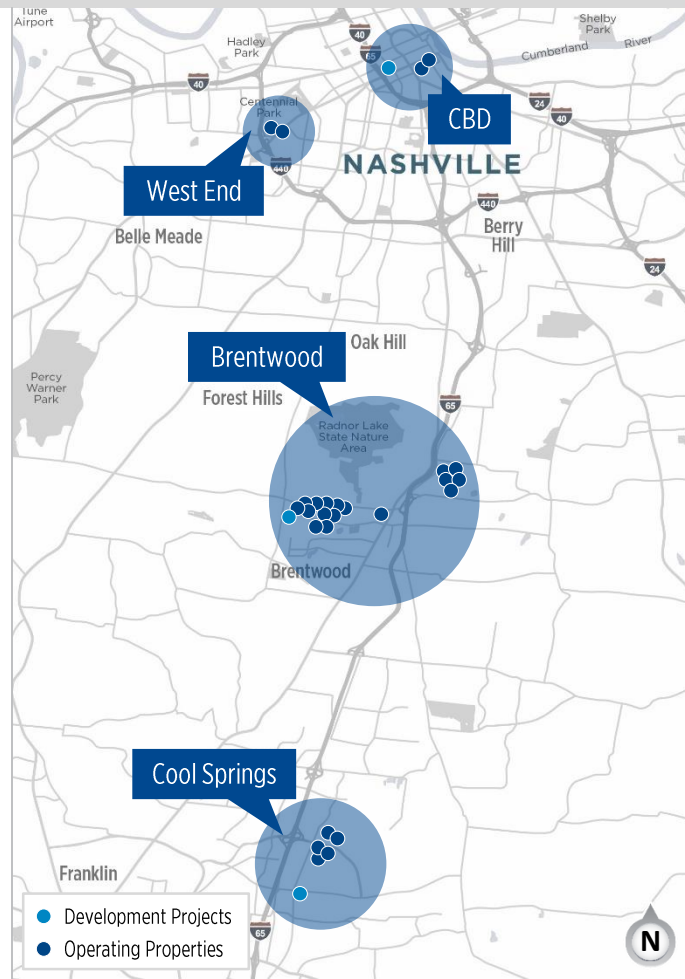 Tune
Airport
Hadley
Park
40
65
Shelby
Park
Cumberland River
40
Centennial
Park
CBD
24
40
440
NASHVILLE
West End
440
Belle Meade
Berry
Hill
24
Brentwood
Oak Hill
Percy
Warner
Park
Forest Hills
65
Radnor Lake
State Nature
Area
Brentwood
Cool Springs
Franklin
Development Projects
Operating Properties
65
N